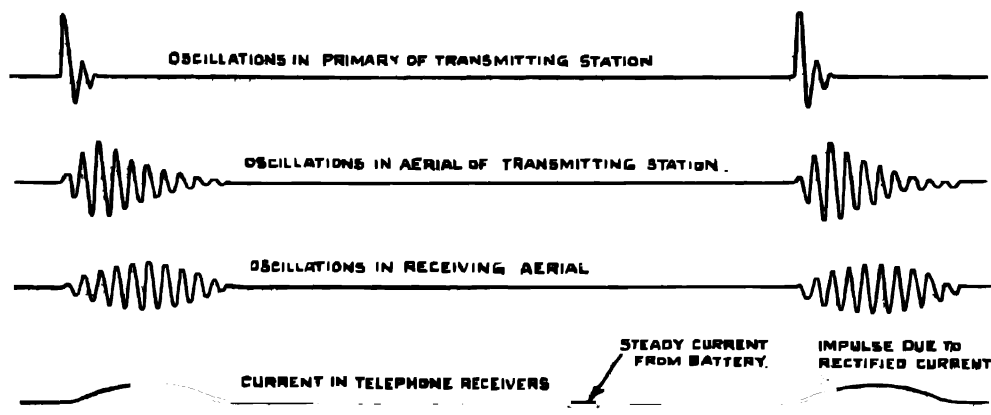 OSCILLATIONS IN PRIMARY OF TRANSMITTING STATION
OSCILLATIONS IN AERIAL OF TRANSMITTING STATION.
OSCILLATIONS IN RECEIVING AERIAL
STEADY CURRENT
FROM BATTERY.
IMPULSE DUE TO
RECTIFIED CURRENT
CURRENT IN TELEPHONE RECEIVERS